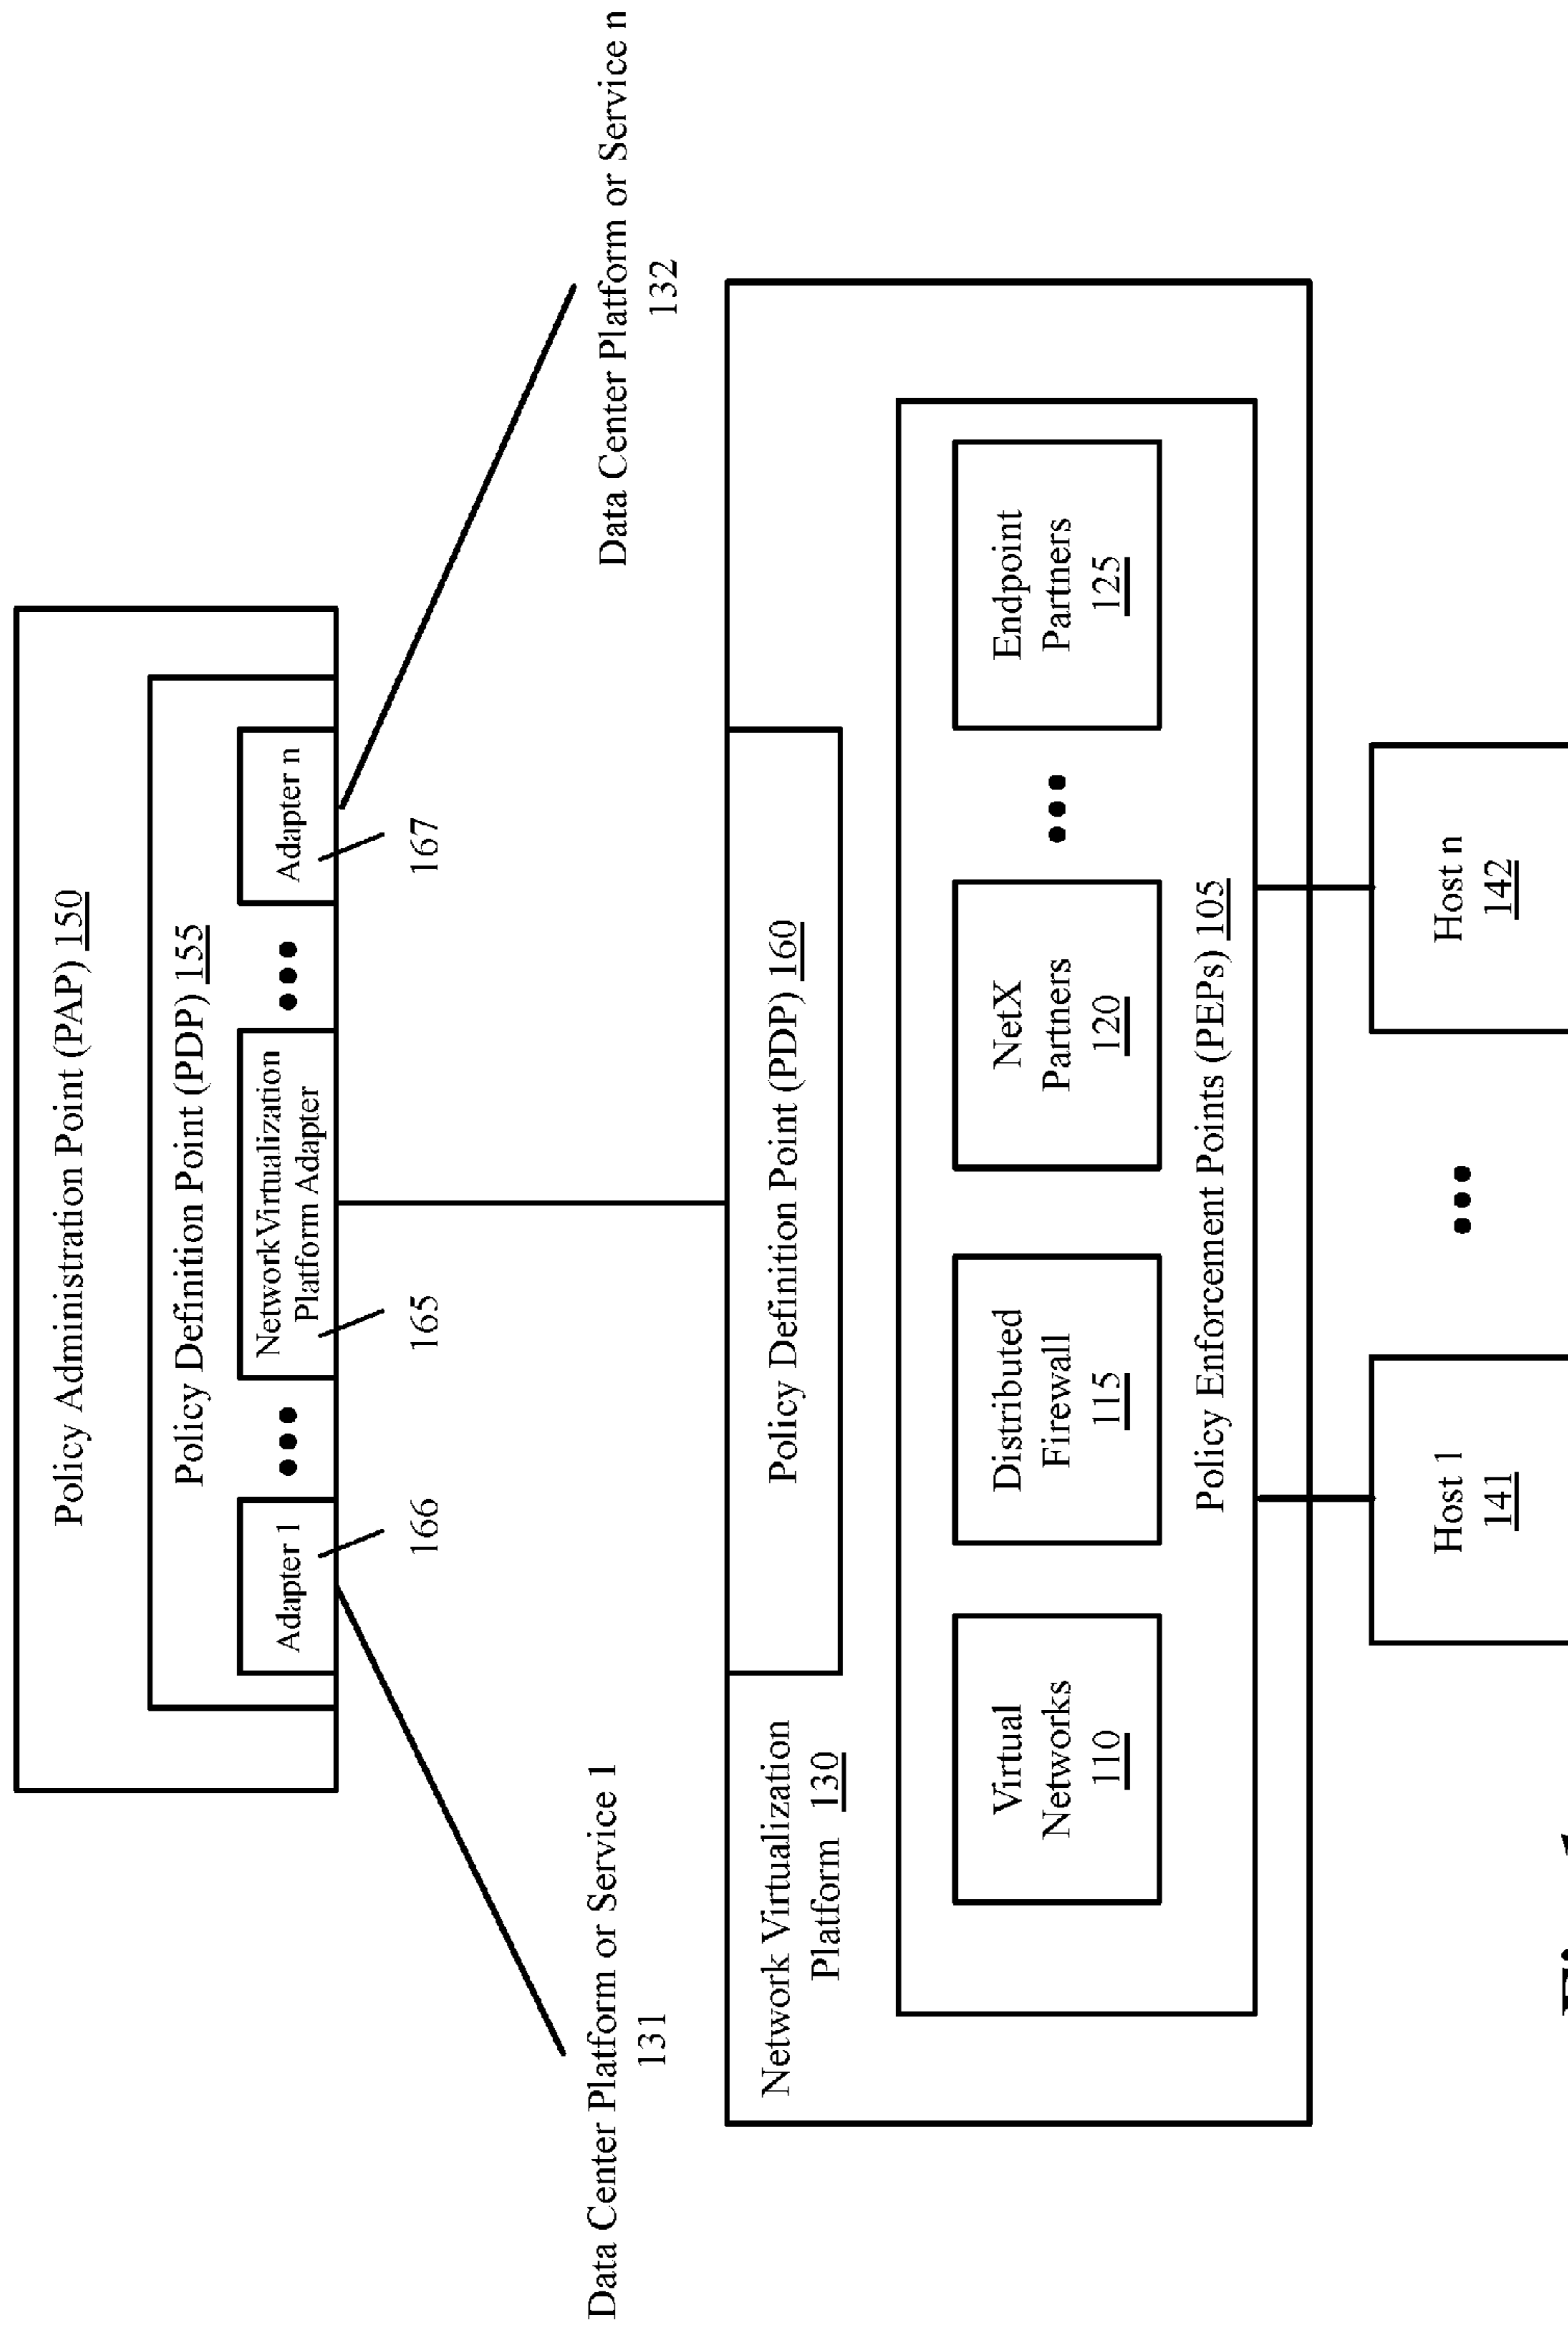 Policy Administration Point (PAP) 150
Policy Definition Point (PDP) 155
Adapter 1
Network Virtualization
Platform Adapter
Adapter n
166
165
167
Data Center Platform or Service 1
131
Data Center Platform or Service n
132
Network Virtualization
Platform 130
Policy Definition Point (PDP) 160
Virtual
Networks
110
Distributed
Firewall
115
NetX
Partners
120
Endpoint
Partners
125
Policy Enforcement Points (PEPs) 105
Host 1
141
Host n
142